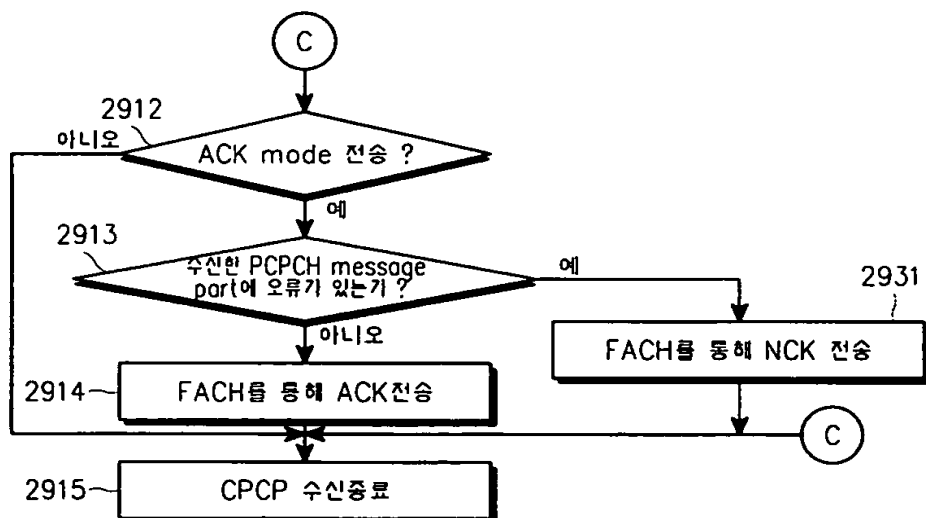 C
2912
아니오
ACK mode 전송 ?
예
2913
수신한 PCPCH message
part에 오류가 있는가 ?
예
2931
아니오
FACH를 통해 NCK 전송
2914
FACH를 통해 ACK전송
C
2915
CPCP 수신종료